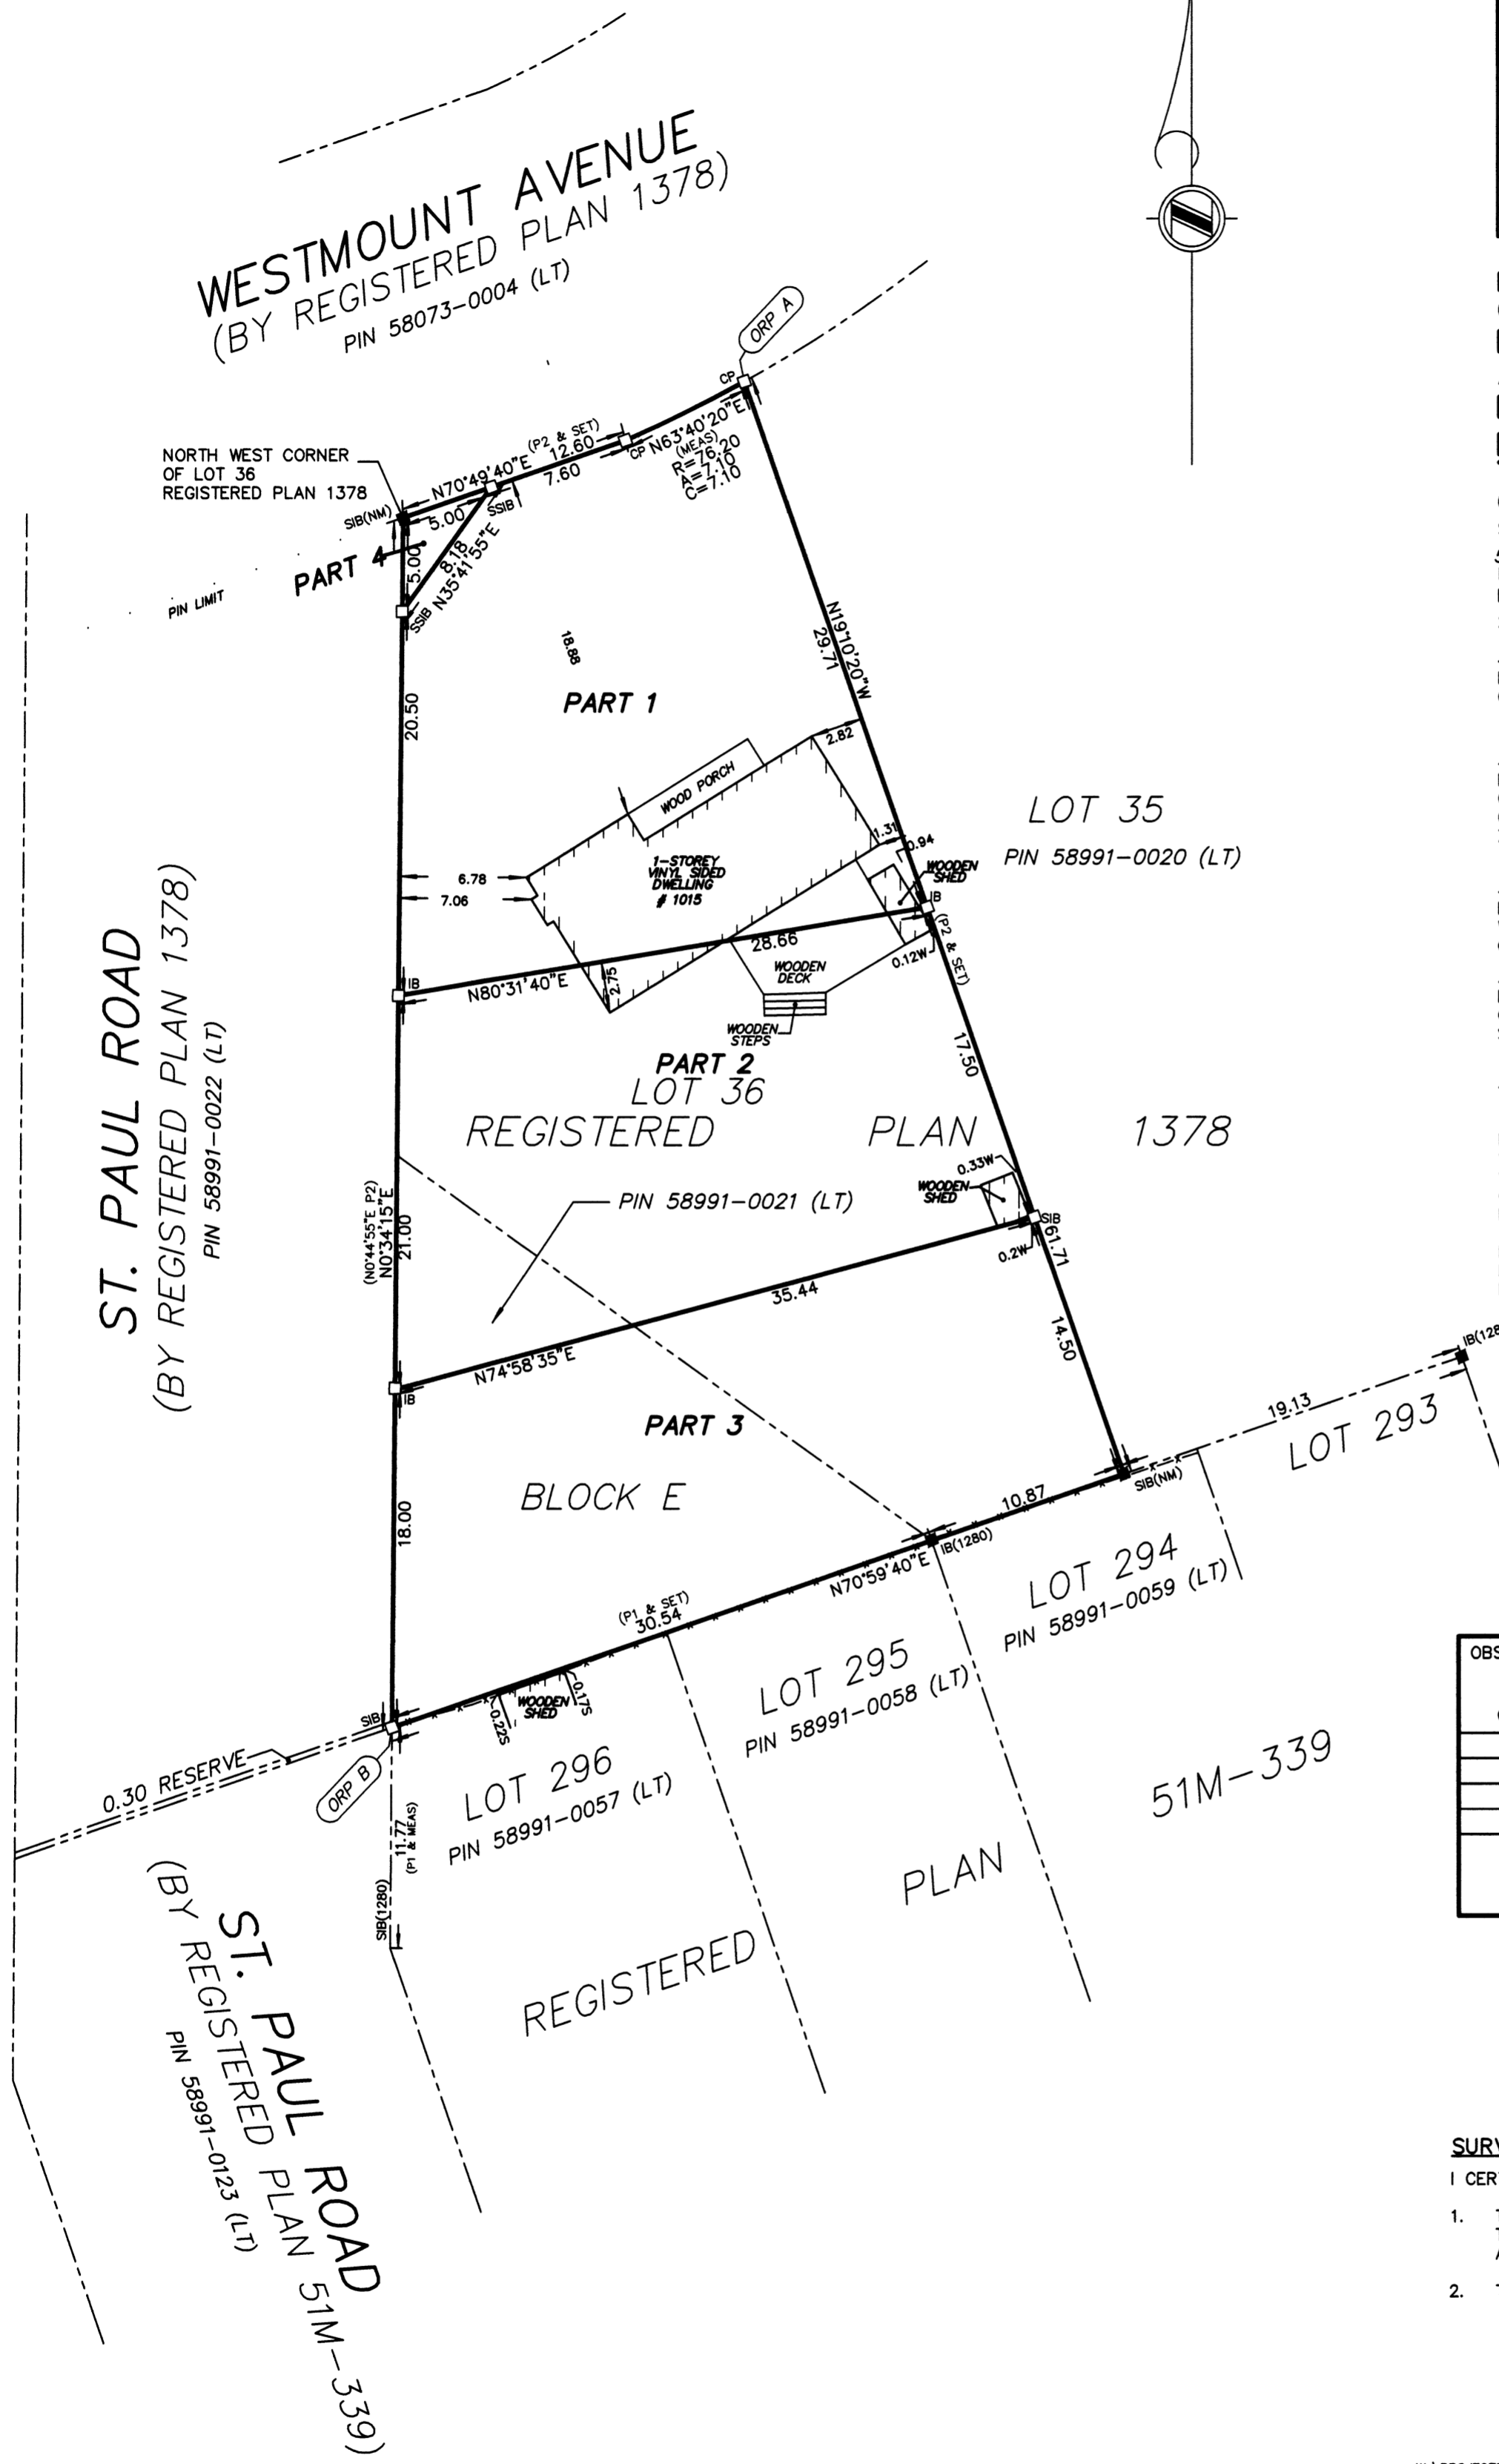 WESTMOUNT AVENUE
(BY REGISTERED PLAN 1378)
PIN 58073-0004 (LT)
ORP A
CP
NORTH WEST CORNER
OF LOT 36
REGISTERED PLAN 1378
SIB(NM)
N70°49'40"E
(P2 & SET)
12.60
7.60
5.00
SSIB
CP
N63°40'20"E
(MEAS)
R=76.20
A=7.10
C=7.10
PART 4
5.00
8.18
N35°41'55"E
SSIB
PIN LIMIT
18.88
PART 1
20.50
N19°10'20"W
29.71
2.82
WOOD PORCH
1-STOREY
VINYL SIDED
DWELLING
# 1015
6.78
7.06
1.31
0.94
WOODEN
SHED
IB
(P2 & SET)
0.12W
LOT 35
PIN 58991-0020 (LT)
IB
N80°31'40"E
28.66
2.75
WOODEN
DECK
WOODEN
STEPS
17.50
PART 2
LOT 36
REGISTERED PLAN 1378
ST. PAUL ROAD
(BY REGISTERED PLAN 1378)
PIN 58991-0022 (LT)
(N0°44'55"E P2)
N0°34'15"E
21.00
PIN 58991-0021 (LT)
0.33W
WOODEN
SHED
SIB
0.2W
61.71
35.44
N74°58'35"E
IB
14.50
PART 3
BLOCK E
18.00
IB(128
19.13
LOT 293
SIB(NM)
10.87
IB(1280)
N70°59'40"E
LOT 294
PIN 58991-0059 (LT)
(P1 & SET)
30.54
LOT 295
PIN 58991-0058 (LT)
WOODEN
SHED
0.17S
0.22S
SIB
ORP B
0.30 RESERVE
LOT 296
PIN 58991-0057 (LT)
11.77
(P1 & MEAS)
SIB(1280)
REGISTERED PLAN 51M-339
ST. PAUL ROAD
(BY REGISTERED PLAN 51M-339)
PIN 58991-0123 (LT)
OBS
SURV
I CER
1.
2.